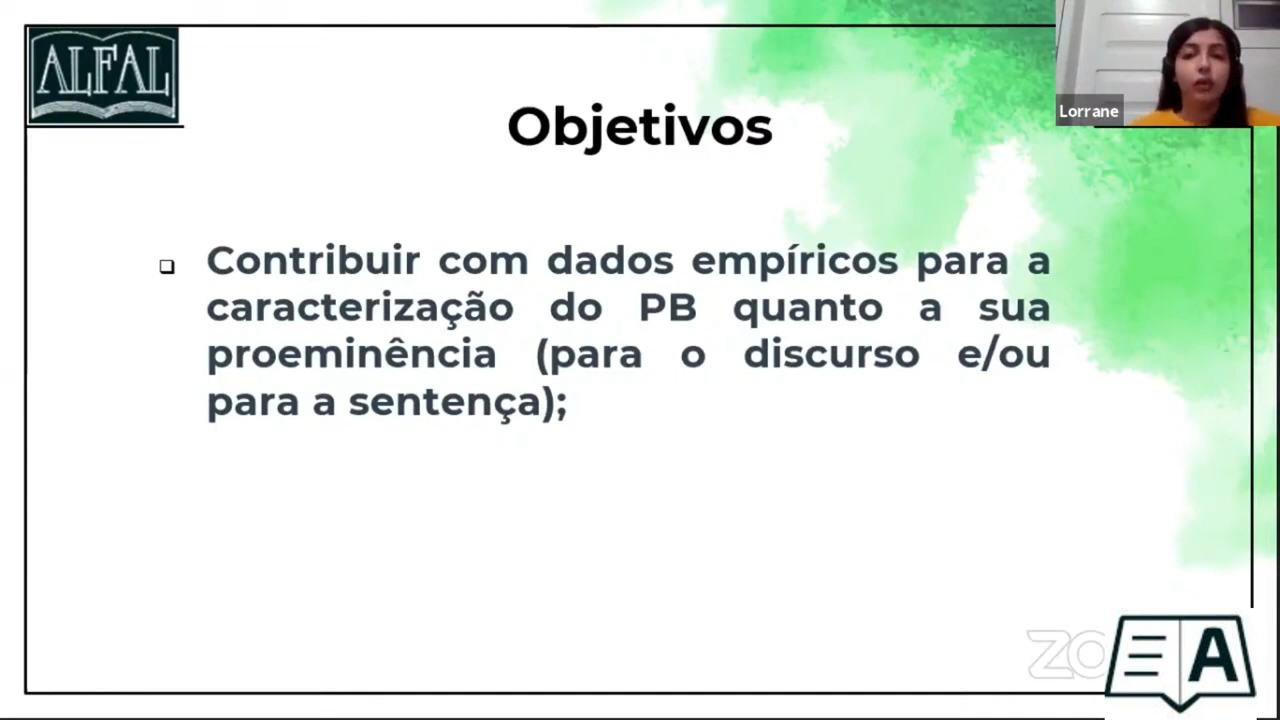 ALFAL
Lorrane
Objetivos
Contribuir com dados empíricos para a
caracterização do PB quanto a sua
proeminência (para o discurso e/ou
para a sentença);
ZO
A